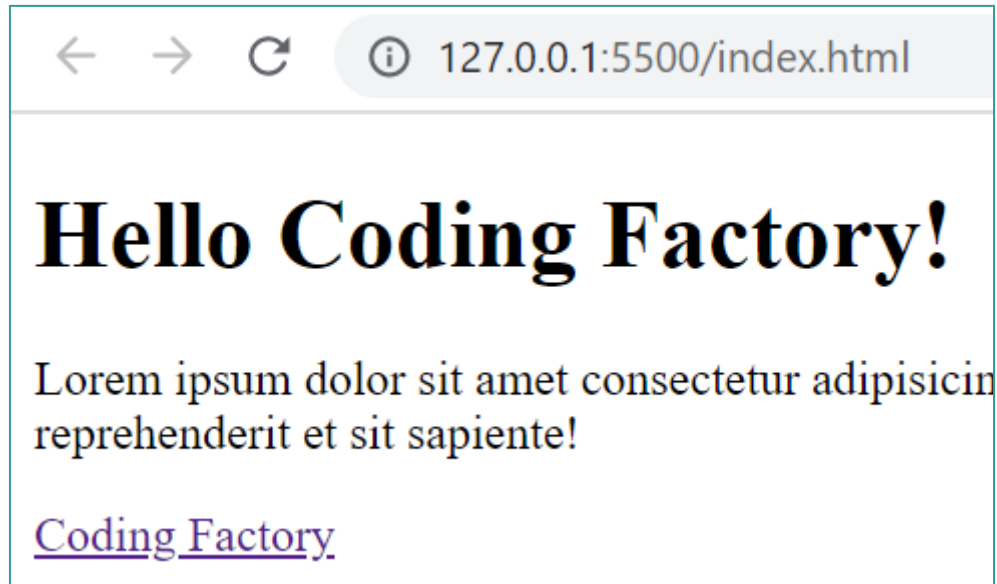 127.0.0.1:5500/index.html
Hello Coding Factory!
Lorem ipsum dolor sit amet consectetur adipisicin
reprehenderit et sit sapiente!
Coding Factory